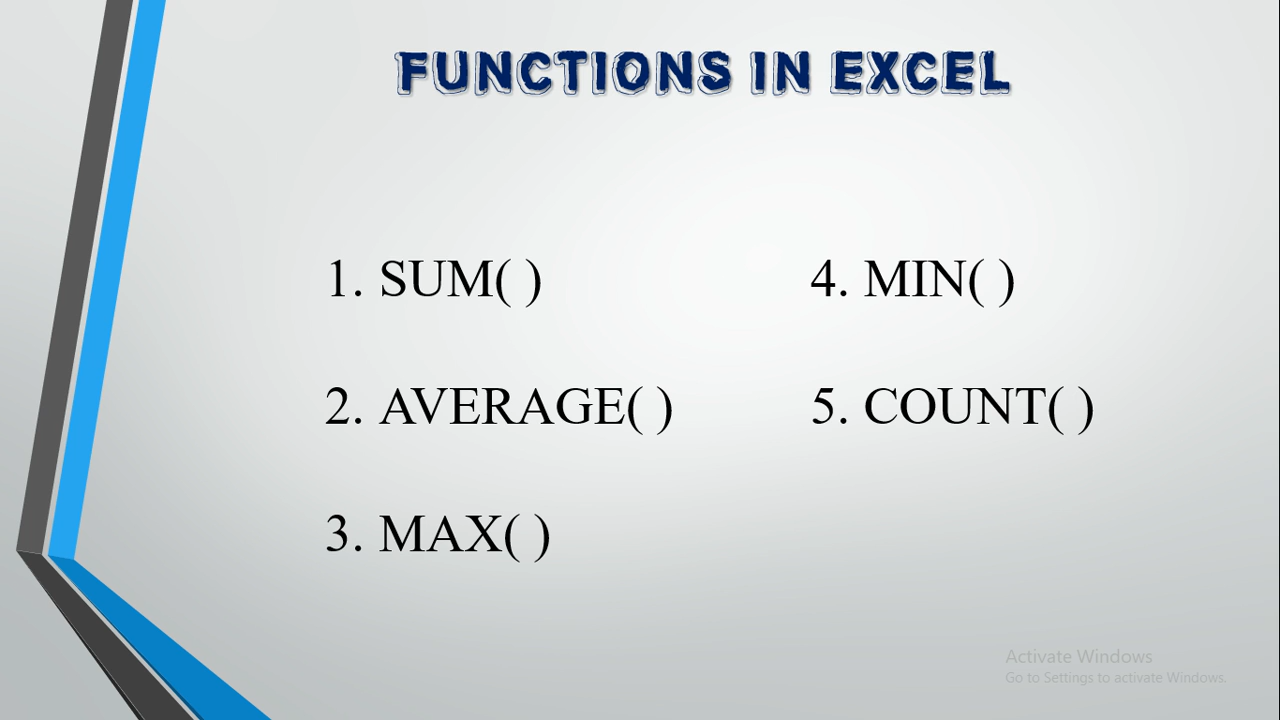 FUNCTIONS IN EXCEL
1. SUM( )
2. AVERAGE( )
3. MAX( )
4. MIN( )
5. COUNT( )
Activate Windows
Go to Settings to activate Windows.